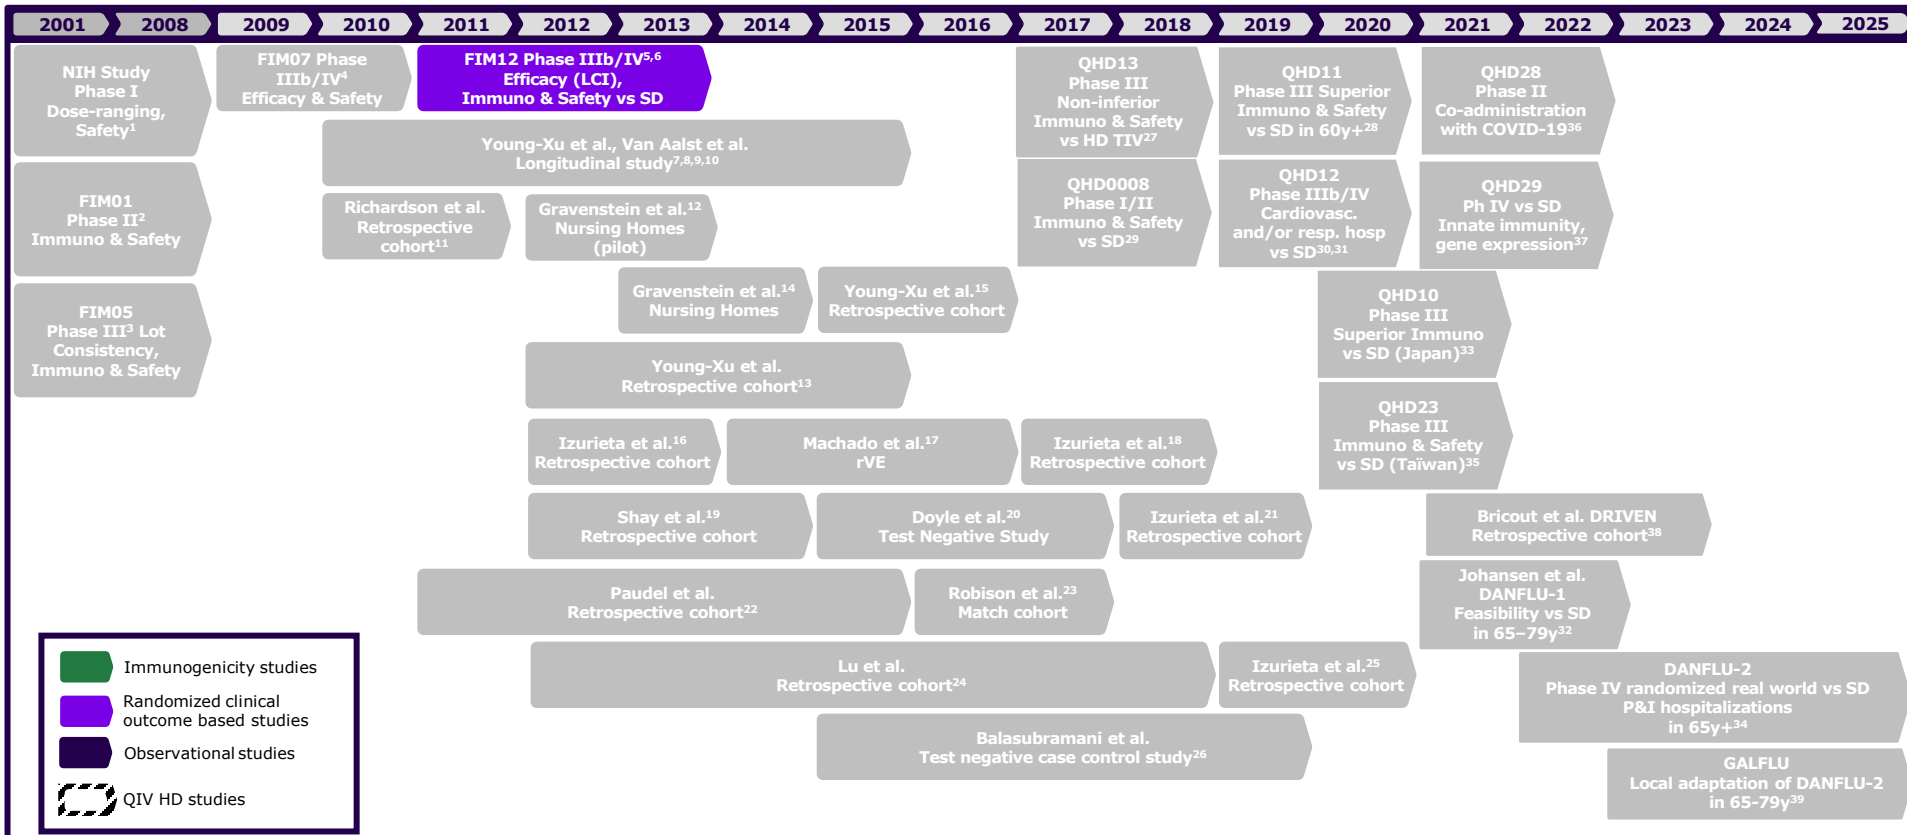 2001 2008 2009 2010 2011 2012 2013 2014 2015 2016 2017 2018 2019 2020 2021 2022 2023 2024 2025
NIH Study
Phase I
Dose-ranging,
Safety¹
FIM01
Phase II²
Immuno & Safety
FIM05
Phase III³ Lot
Consistency,
Immuno & Safety
FIM07 Phase
IIIb/IV⁴
Efficacy & Safety
FIM12 Phase IIIb/IV⁵,⁶
Efficacy (LCI),
Immuno & Safety vs SD
Young-Xu et al., Van Aalst et al.
Longitudinal study⁷,⁸,⁹,¹⁰
Richardson et al.
Retrospective
cohort¹¹
Gravenstein et al.¹²
Nursing Homes
(pilot)
Gravenstein et al.¹⁴
Nursing Homes
Young-Xu et al.¹⁵
Retrospective cohort
Young-Xu et al.
Retrospective cohort¹³
Izurieta et al.¹⁶
Retrospective cohort
Machado et al.¹⁷
rVE
Izurieta et al.¹⁸
Retrospective cohort
Shay et al.¹⁹
Retrospective cohort
Doyle et al.²⁰
Test Negative Study
Izurieta et al.²¹
Retrospective cohort
Paudel et al.
Retrospective cohort²²
Robison et al.²³
Match cohort
Lu et al.
Retrospective cohort²⁴
Izurieta et al.²⁵
Retrospective cohort
Balasubramani et al.
Test negative case control study²⁶
QHD13
Phase III
Non-inferior
Immuno & Safety
vs HD TIV²⁷
QHD0008
Phase I/II
Immuno & Safety
vs SD²⁹
QHD11
Phase III Superior
Immuno & Safety
vs SD in 60y+²⁸
QHD12
Phase IIIb/IV
Cardiovasc.
and/or resp. hosp
vs SD³⁰,³¹
QHD10
Phase III
Superior Immuno
vs SD (Japan)³³
QHD23
Phase III
Immuno & Safety
vs SD (Taïwan)³⁵
QHD28
Phase II
Co-administration
with COVID-19³⁶
QHD29
Ph IV vs SD
Innate immunity,
gene expression³⁷
Bricout et al. DRIVEN
Retrospective cohort³⁸
Johansen et al.
DANFLU-1
Feasibility vs SD
in 65–79y³²
DANFLU-2
Phase IV randomized real world vs SD
P&I hospitalizations
in 65y+³⁴
GALFLU
Local adaptation of DANFLU-2
in 65-79y³⁹
Immunogenicity studies
Randomized clinical
outcome based studies
Observational studies
QIV HD studies